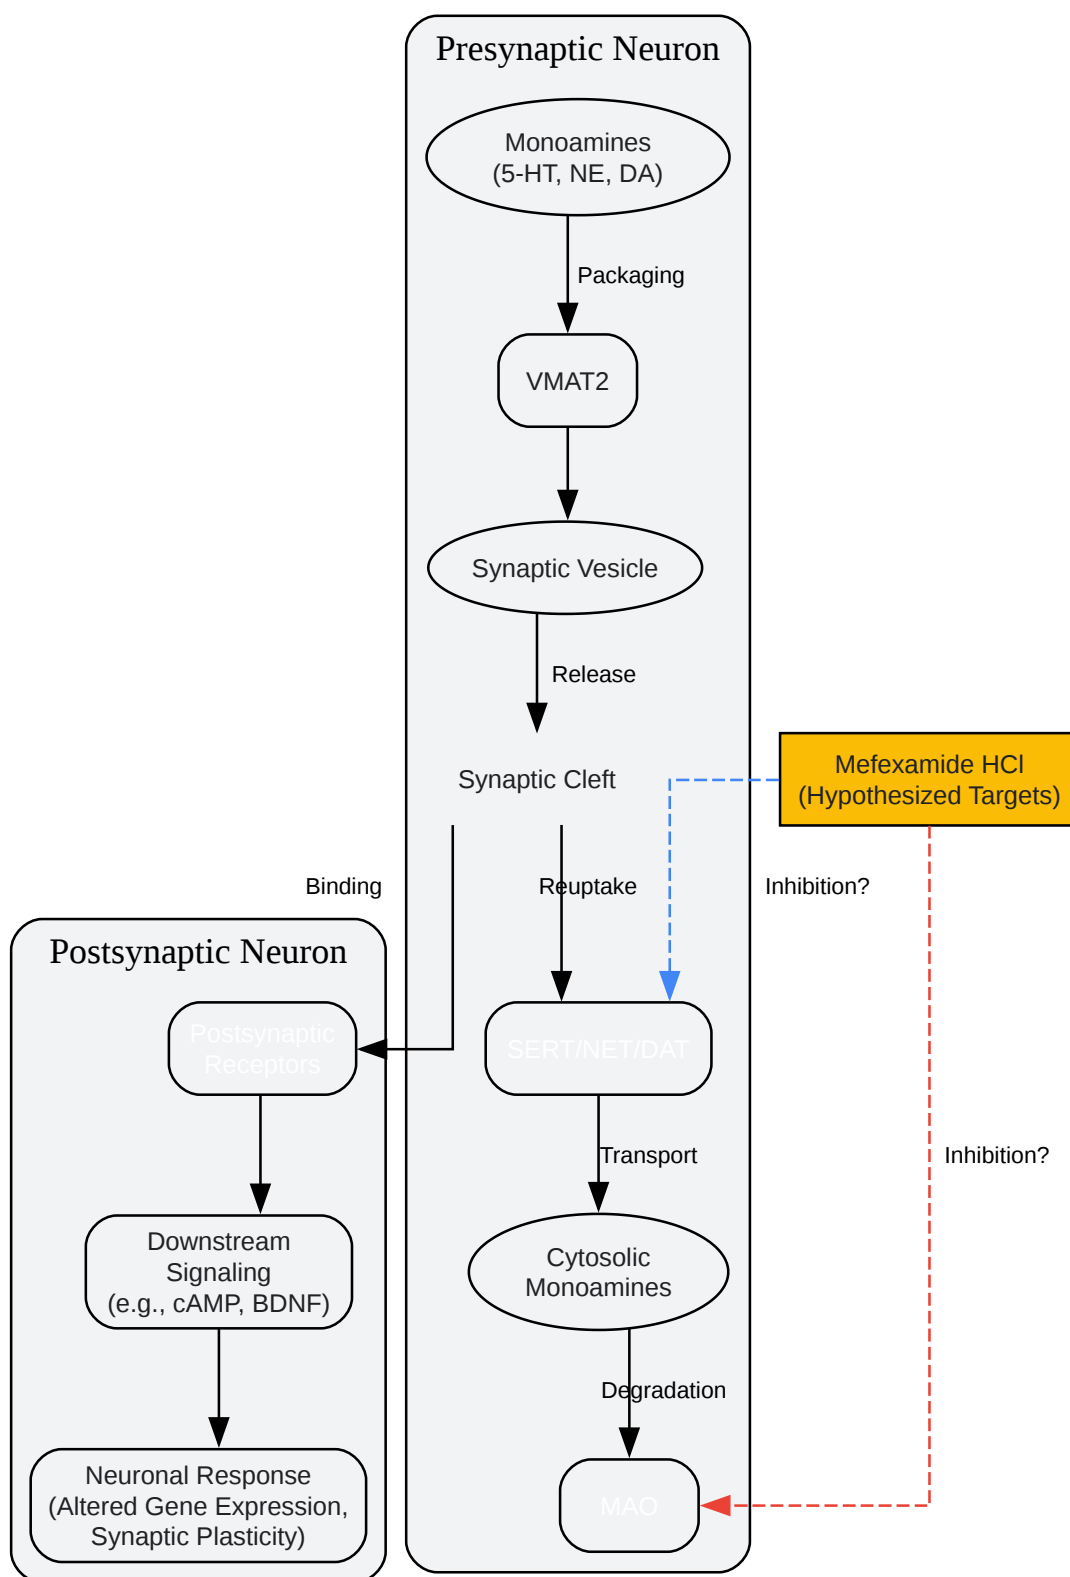 Presynaptic Neuron
Monoamines
(5-HT, NE, DA)
Packaging
VMAT2
Synaptic Vesicle
Release
Synaptic Cleft
Mefexamide HCl
(Hypothesized Targets)
Binding
Reuptake
Inhibition?
Postsynaptic Neuron
Postsynaptic
Receptors
SERT/NET/DAT
Transport
Inhibition?
Downstream
Signaling
(e.g., cAMP, BDNF)
Cytosolic
Monoamines
Degradation
Neuronal Response
(Altered Gene Expression,
Synaptic Plasticity)
MAO